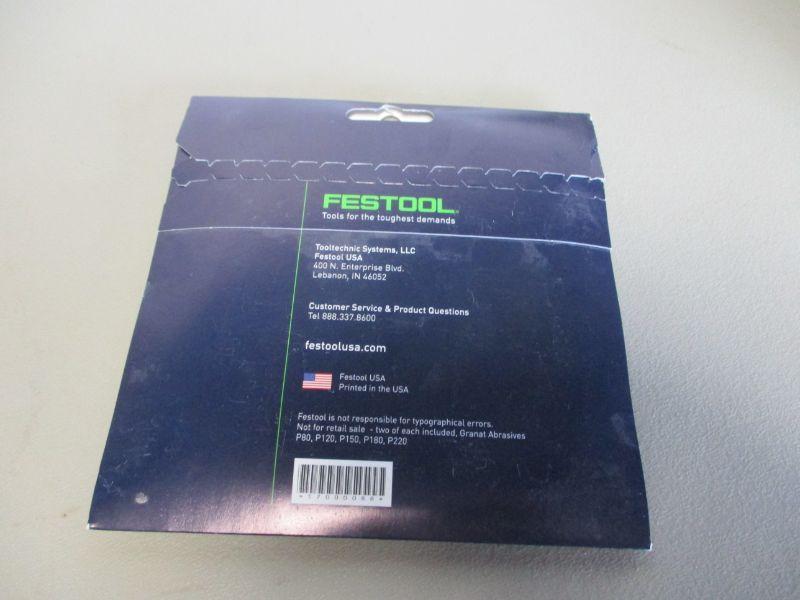 FESTOOL
Tools for the toughest demands
Tooltechnic Systems, LLC
Festool USA
400 N. Enterprise Blvd.
Lebanon, IN 46052
Customer Service & Product Questions
Tel 888.337.8600
festoolusa.com
Festool USA
Printed in the USA
Festool is not responsible for typographical errors.
Not for retail sale - two of each included, Granat Abrasives
P80, P120, P150, P180, P220